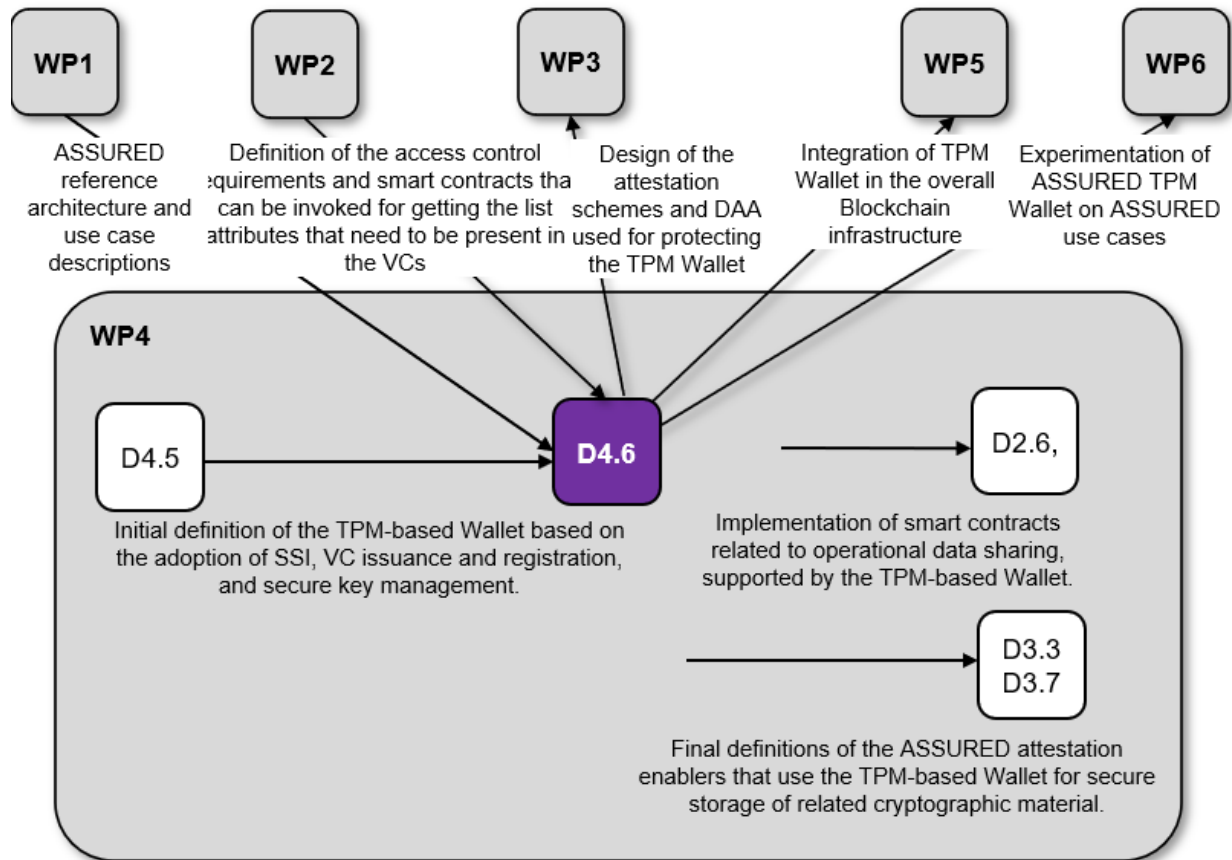 WP1
WP2
WP3
WP5
WP6
ASSURED
reference
architecture and
use case
descriptions
Definition of the access control
equirements and smart contracts tha
can be invoked for getting the list
attributes that need to be present in
the VCs
Design of the
attestation
schemes and DAA
used for protecting
the TPM Wallet
Integration of TPM
Wallet in the overall
Blockchain
infrastructure
Experimentation of
ASSURED TPM
Wallet on ASSURED
use cases
WP4
D4.5
D4.6
D2.6,
Initial definition of the TPM-based Wallet based on
the adoption of SSI, VC issuance and registration,
and secure key management.
Implementation of smart contracts
related to operational data sharing,
supported by the TPM-based Wallet.
D3.3
D3.7
Final definitions of the ASSURED attestation
enablers that use the TPM-based Wallet for secure
storage of related cryptographic material.